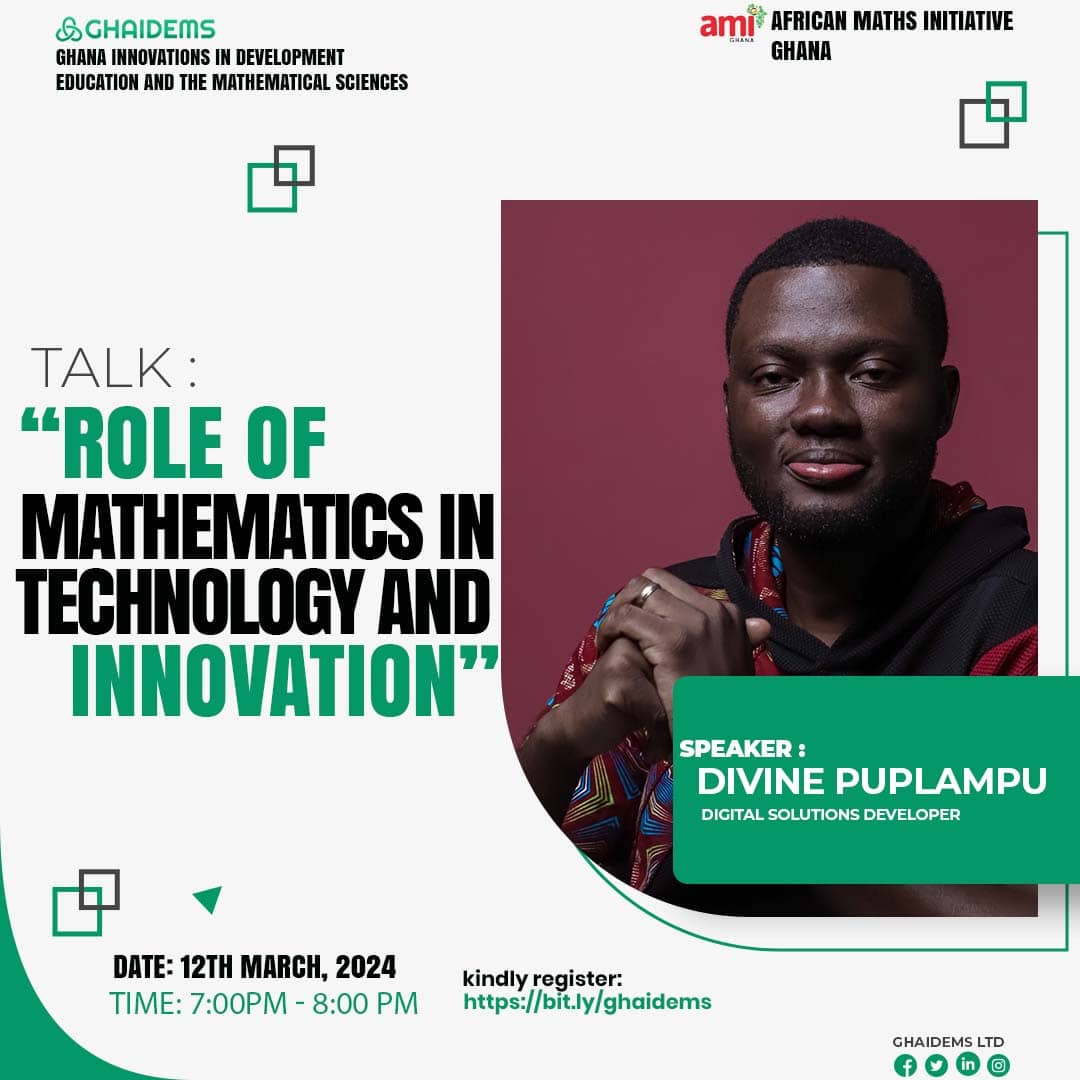 GHAIDEMS
GHANA INNOVATIONS IN DEVELOPMENT
EDUCATION AND THE MATHEMATICAL SCIENCES
ami
GHANA
AFRICAN MATHS INITIATIVE
GHANA
TALK :
“ROLE OF
MATHEMATICS IN
TECHNOLOGY AND
INNOVATION”
SPEAKER :
DIVINE PUPLAMPU
DIGITAL SOLUTIONS DEVELOPER
DATE: 12TH MARCH, 2024
TIME: 7:00PM - 8:00 PM
kindly register:
https://bit.ly/ghaidems
GHAIDEMS LTD